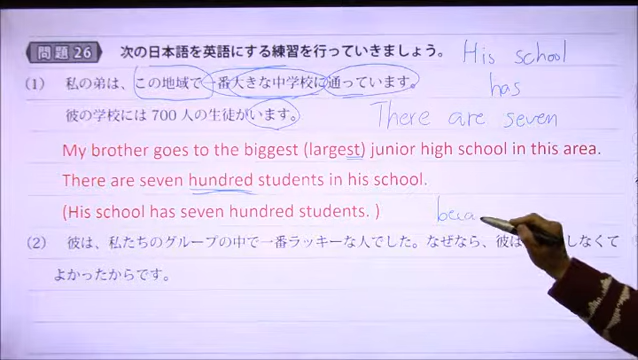 問題 26 次の日本語を英語にする練習を行っていきましょう。
His school
(1) 私の弟は、この地域で一番大きな中学校に通っています。
has
彼の学校には 700 人の生徒がいます。
There are seven
My brother goes to the biggest (largest) junior high school in this area.
There are seven hundred students in his school.
(His school has seven hundred students. )
beca
(2) 彼は、私たちのグループの中で一番ラッキーな人でした。なぜなら、彼は しなくて
よかったからです。